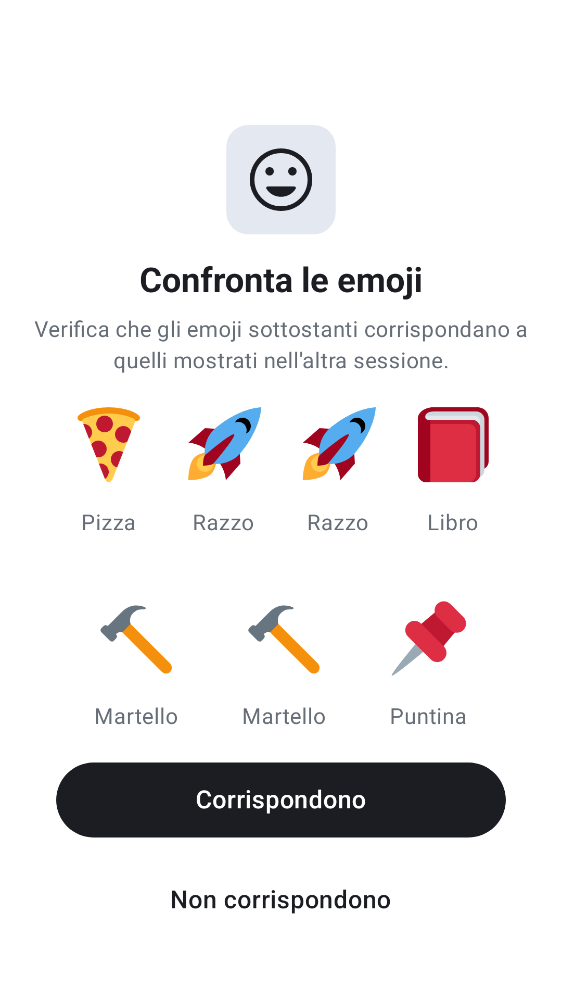 Confronta le emoji
Verifica che gli emoji sottostanti corrispondano a
quelli mostrati nell'altra sessione.
Pizza Razzo Razzo Libro
Martello Martello Puntina
Corrispondono
Non corrispondono